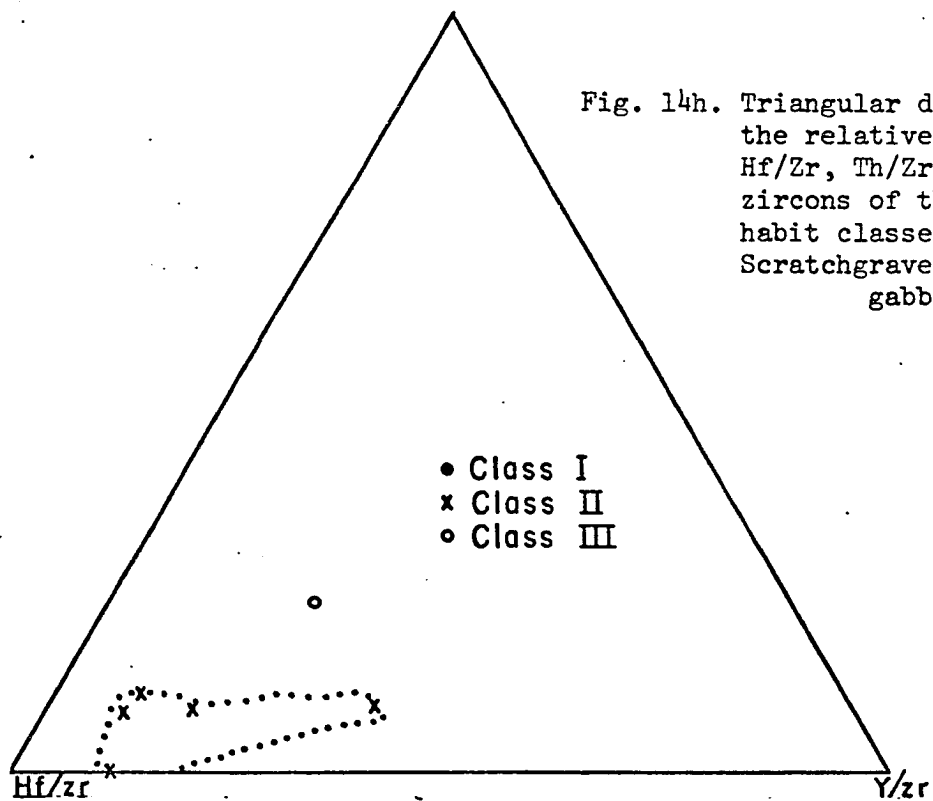 Fig. 14h. Triangular d
the relative
Hf/Zr, Th/Zr
zircons of t
habit classe
Scratchgrave
gabb
Class I
Class II
Class III
Hf/zr
Y/zr